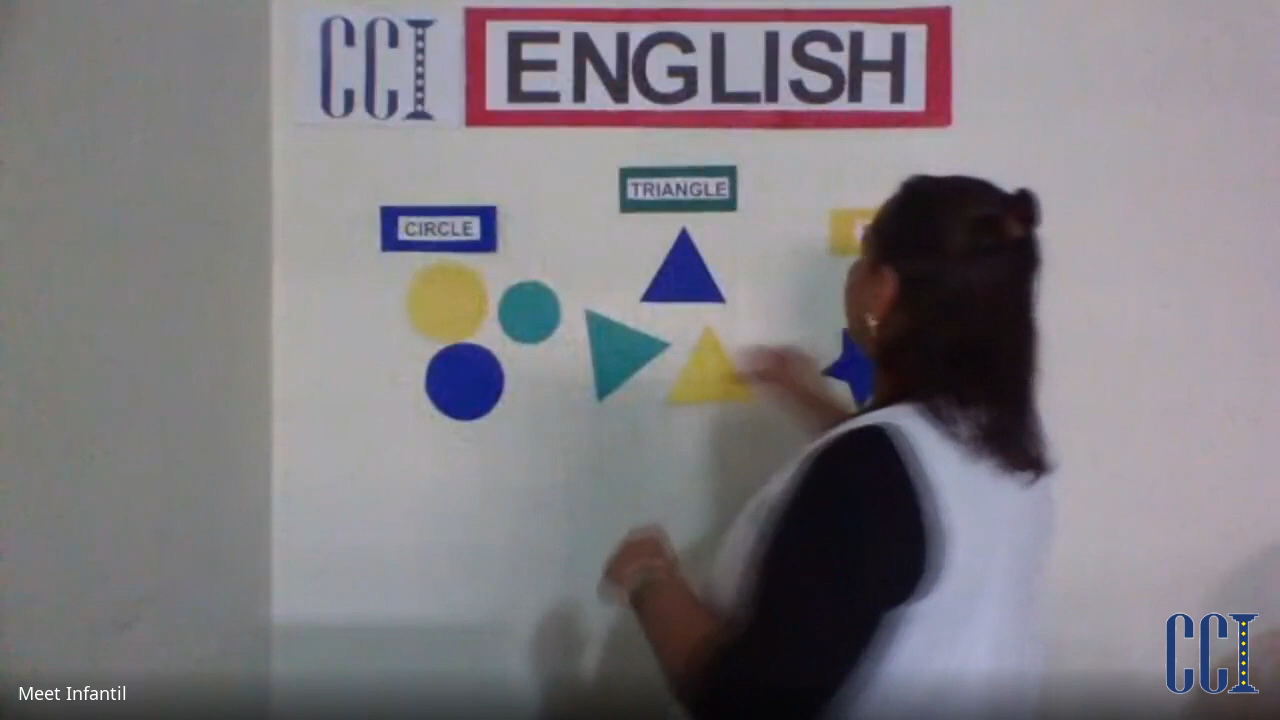 CCI
ENGLISH
TRIANGLE
CIRCLE
CCI
Meet Infantil